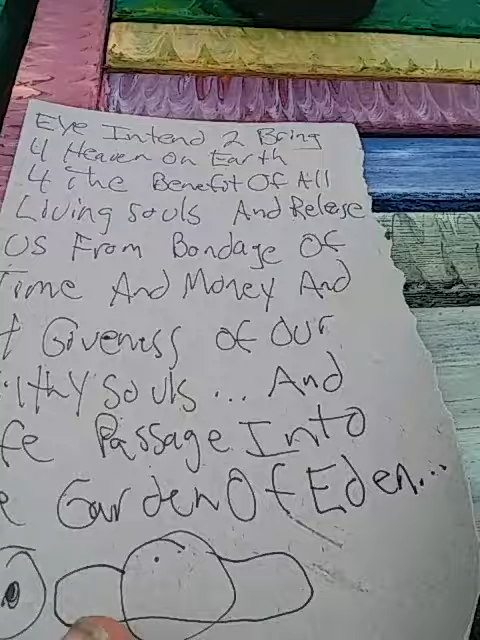 Eye Intend 2 Bring
4 Heaven On Earth
4 The Benefit Of All
Living Souls And Release
US From Bondage Of
Time And Money And
Giveness of our
souls... And
Passage Into
Garden Of Eden...